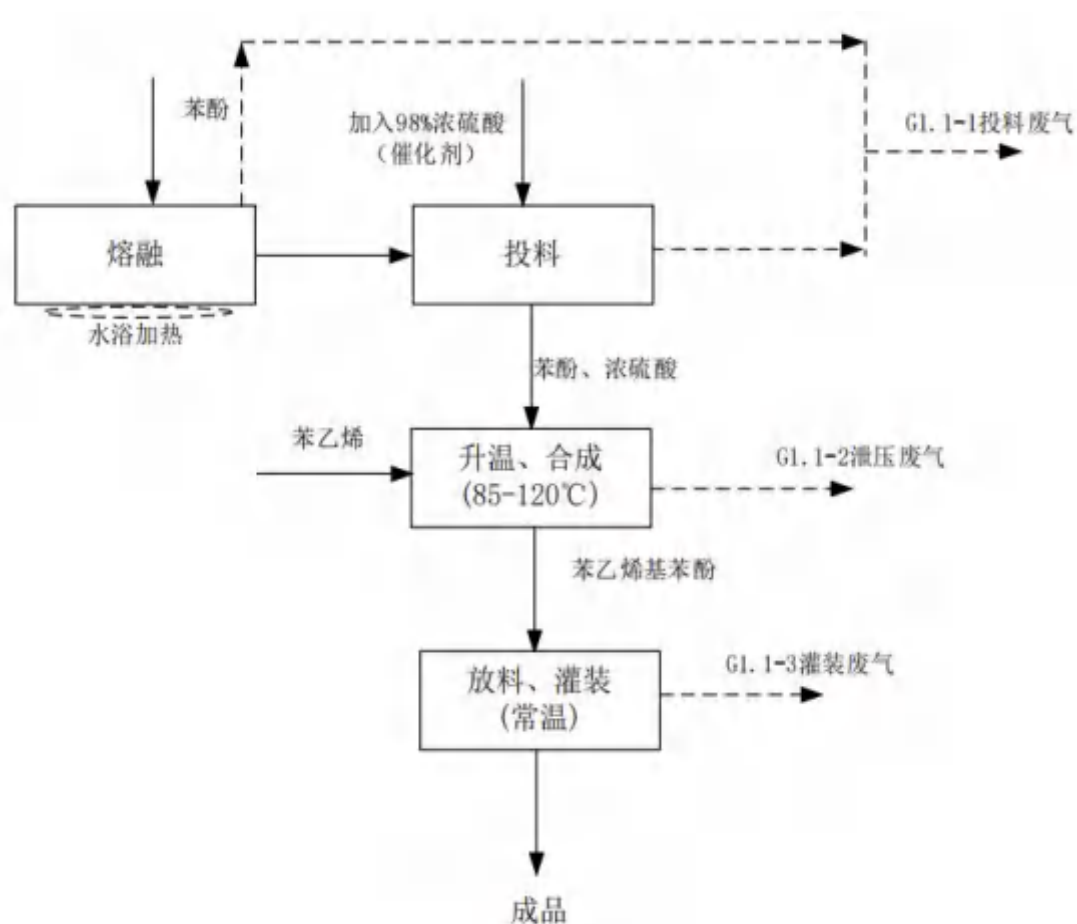 苯酚
加入98%浓硫酸
（催化剂）
G1.1-1投料废气
熔融
投料
水浴加热
苯酚、浓硫酸
苯乙烯
升温、合成
(85-120℃)
G1.1-2泄压废气
苯乙烯基苯酚
放料、灌装
(常温)
G1.1-3灌装废气
成品